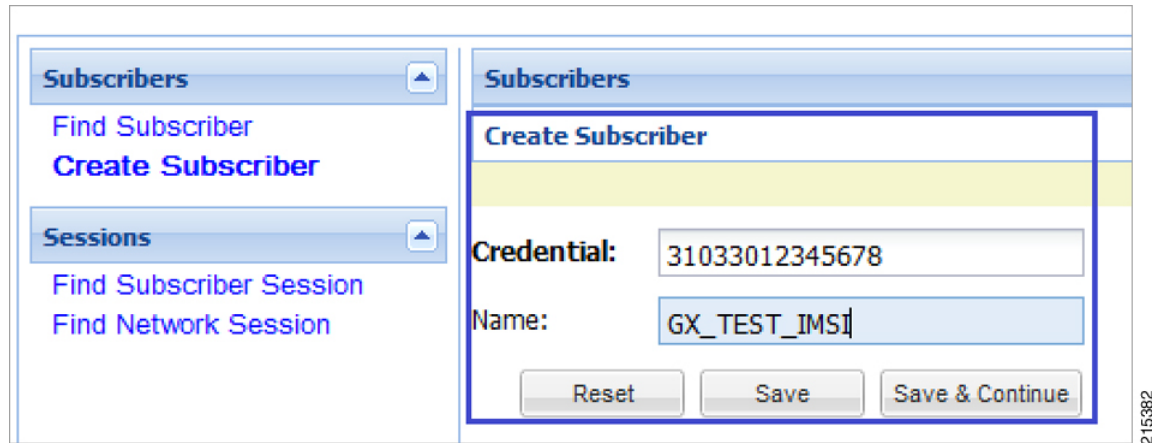 Subscribers
Find Subscriber
Create Subscriber
Sessions
Find Subscriber Session
Find Network Session
Subscribers
Create Subscriber
Credential: 31033012345678
Name: GX_TEST_IMSI
Reset Save Save & Continue
215382